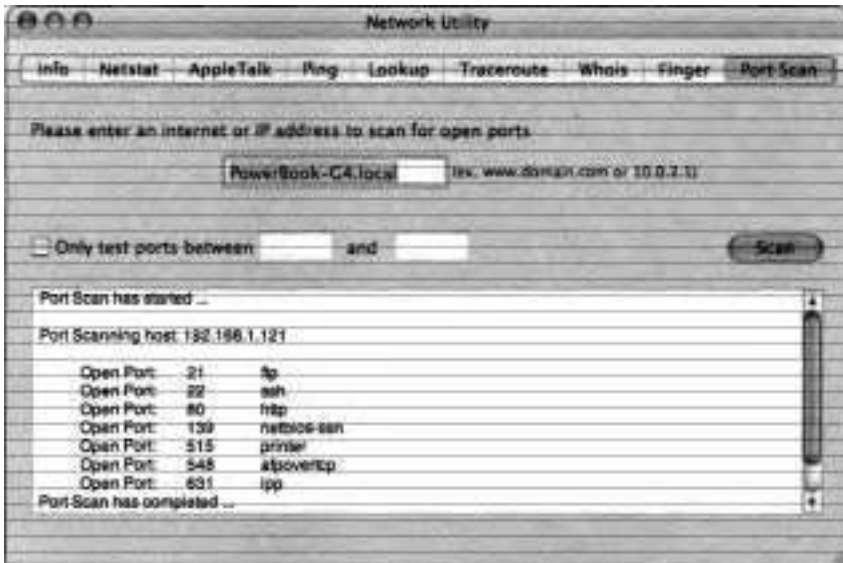 Network Utility
Info Netstat AppleTalk Ping Lookup Traceroute Whois Finger Port Scan
Please enter an internet or IP address to scan for open ports
PowerBook-G4.local (ex. www.domain.com or 10.0.2.1)
Only test ports between and Scan
Port Scan has started ...
Port Scanning host: 192.168.1.121
Open Port: 21 ftp
Open Port: 22 ssh
Open Port: 80 http
Open Port: 139 netbios-ssn
Open Port: 515 printer
Open Port: 548 afpovertcp
Open Port: 631 ipp
Port Scan has completed ...